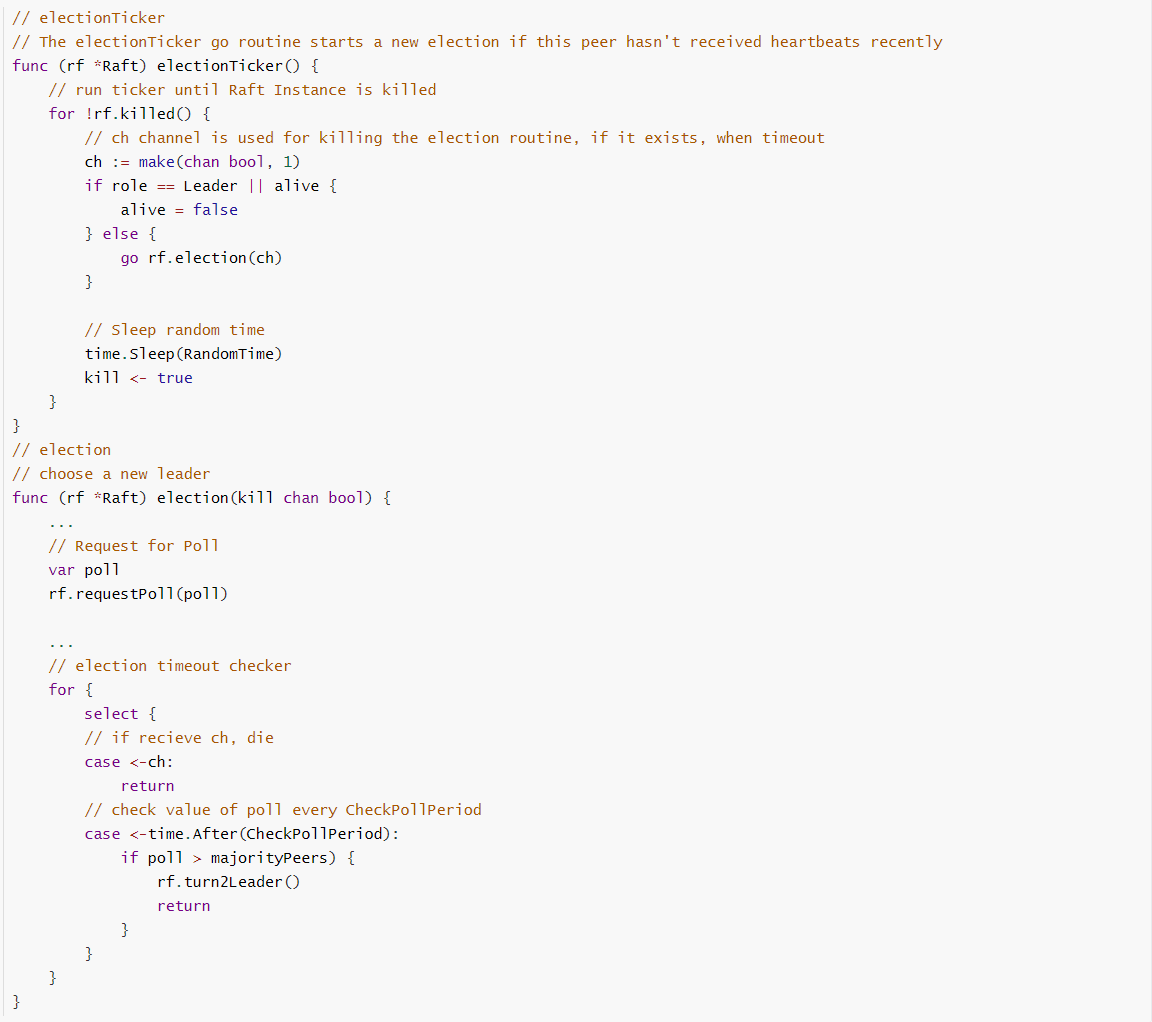 // electionTicker
// The electionTicker go routine starts a new election if this peer hasn't received heartbeats recently
func (rf *Raft) electionTicker() {
    // run ticker until Raft Instance is killed
    for !rf.killed() {
        // ch channel is used for killing the election routine, if it exists, when timeout
        ch := make(chan bool, 1)
        if role == Leader || alive {
            alive = false
        } else {
            go rf.election(ch)
        }

        // Sleep random time
        time.Sleep(RandomTime)
        kill <- true
    }
}
// election
// choose a new leader
func (rf *Raft) election(kill chan bool) {
    ...
    // Request for Poll
    var poll
    rf.requestPoll(poll)

    ...
    // election timeout checker
    for {
        select {
        // if recieve ch, die
        case <-ch:
            return
        // check value of poll every CheckPollPeriod
        case <-time.After(CheckPollPeriod):
            if poll > majorityPeers) {
                rf.turn2Leader()
                return
            }
        }
    }
}